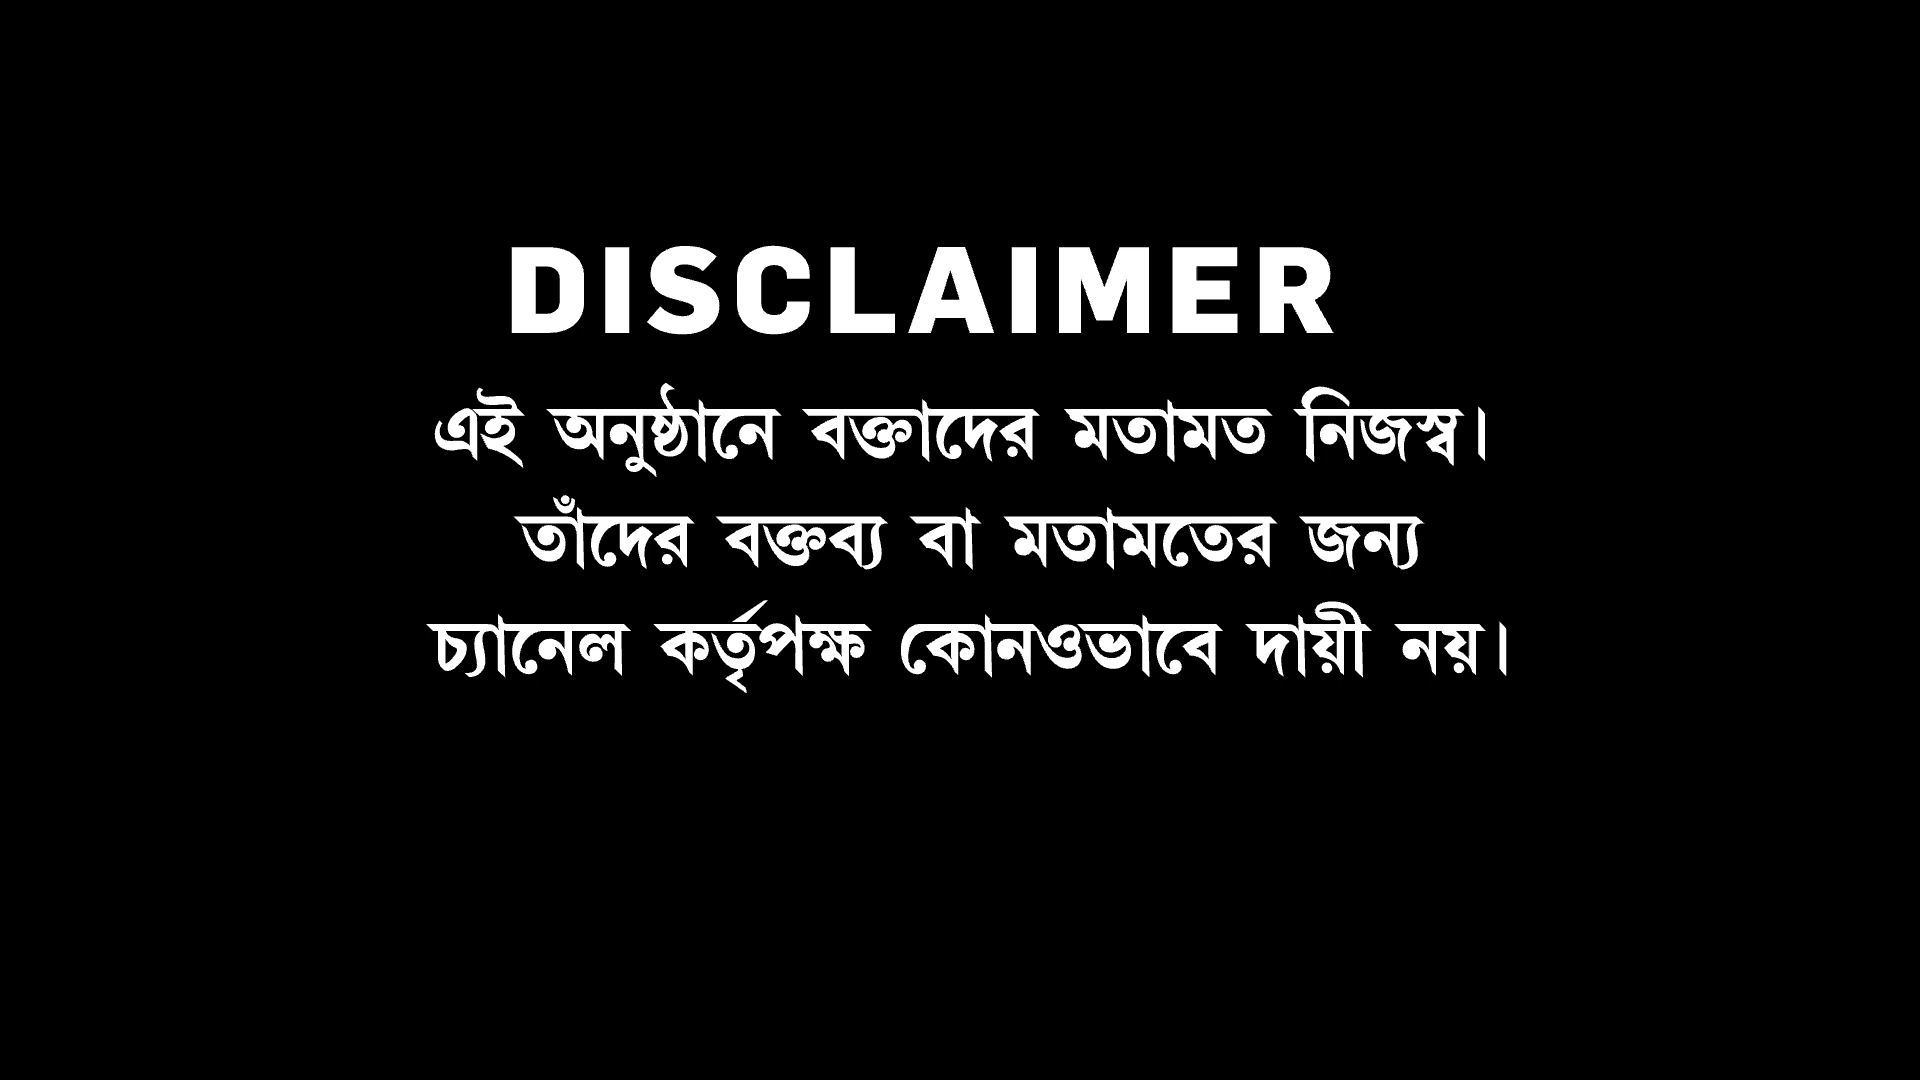 DISCLAIMER
এই অনুষ্ঠানে বক্তাদের মতামত নিজস্ব।
তাঁদের বক্তব্য বা মতামতের জন্য
চ্যানেল কর্তৃপক্ষ কোনওভাবে দায়ী নয়।